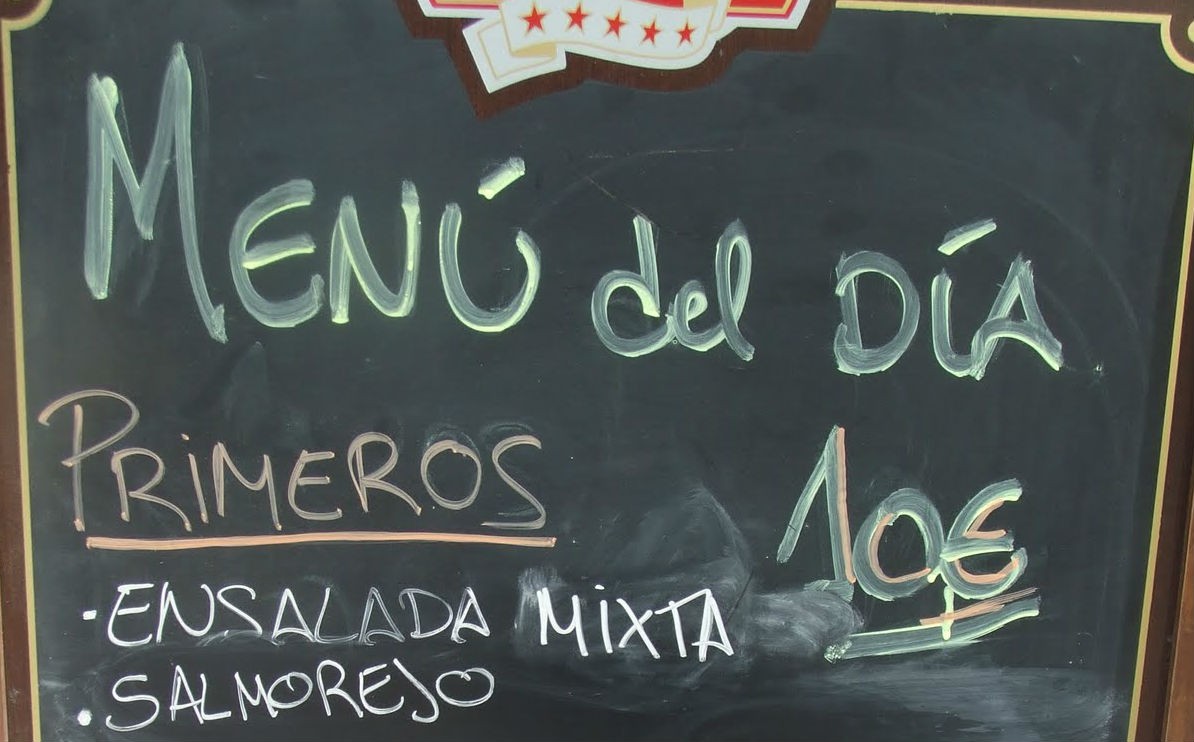 MENÚ del DÍA
PRIMEROS
10€
- ENSALADA MIXTA
. SALMOREJO